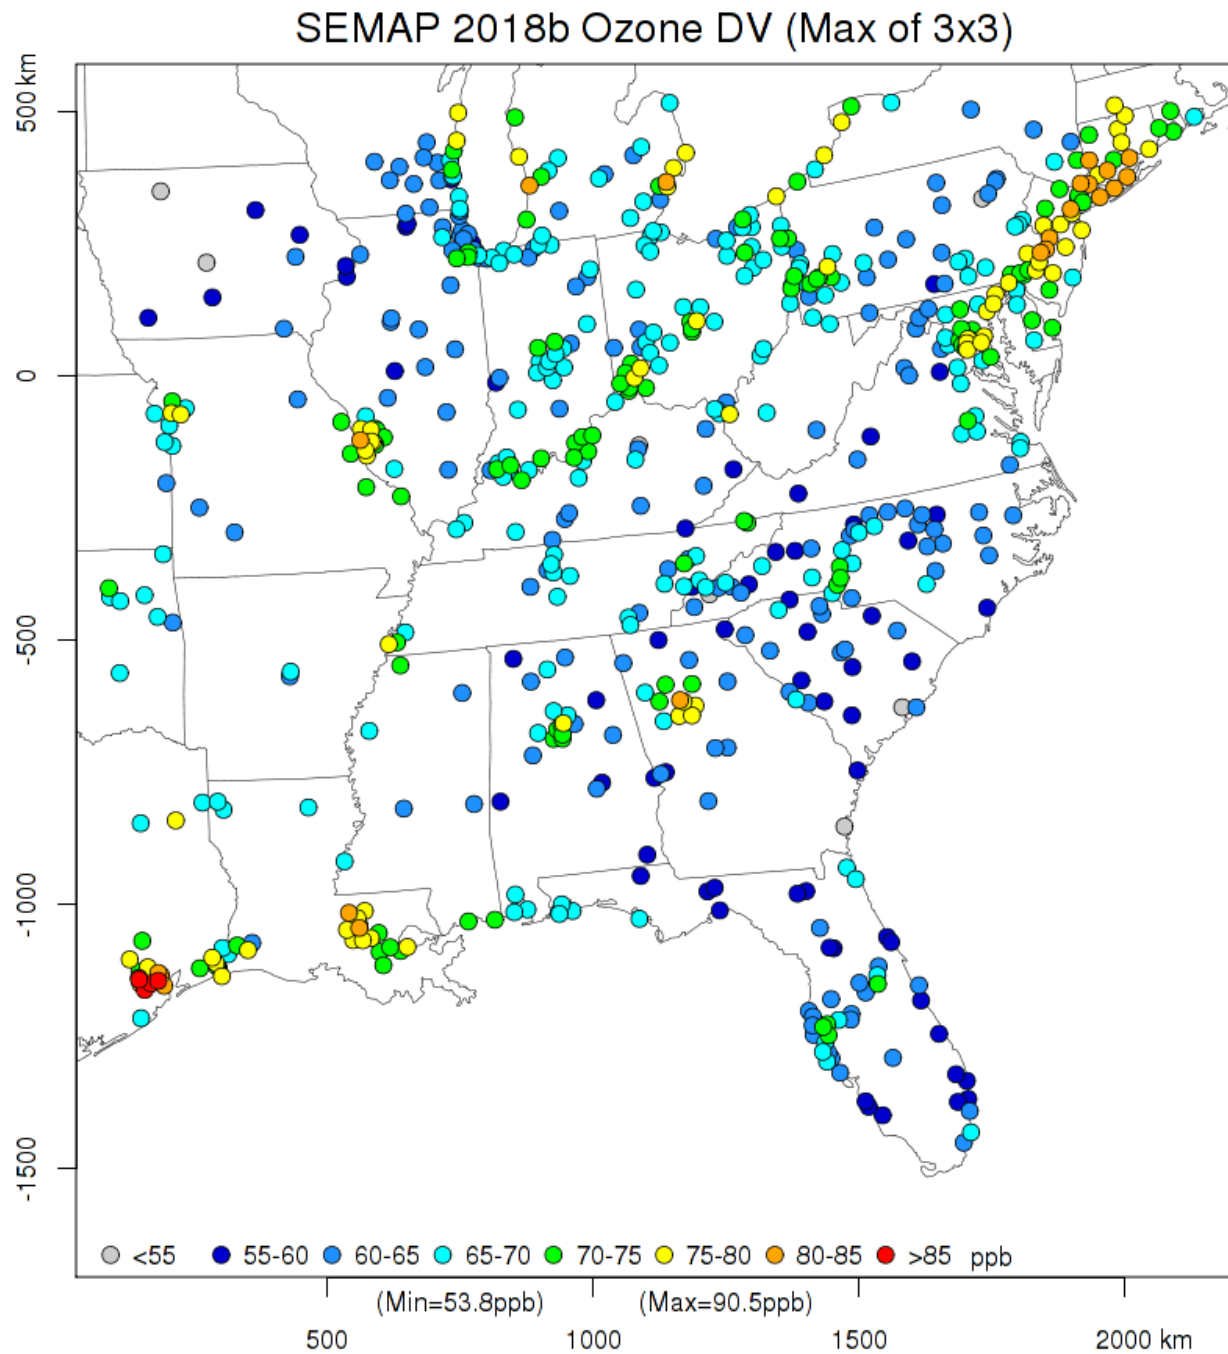 SEMAP 2018b Ozone DV (Max of 3x3)
500 km
0
-500
-1000
-1500
<55 55-60 60-65 65-70 70-75 75-80 80-85 >85 ppb
(Min=53.8ppb) (Max=90.5ppb)
500 1000 1500 2000 km